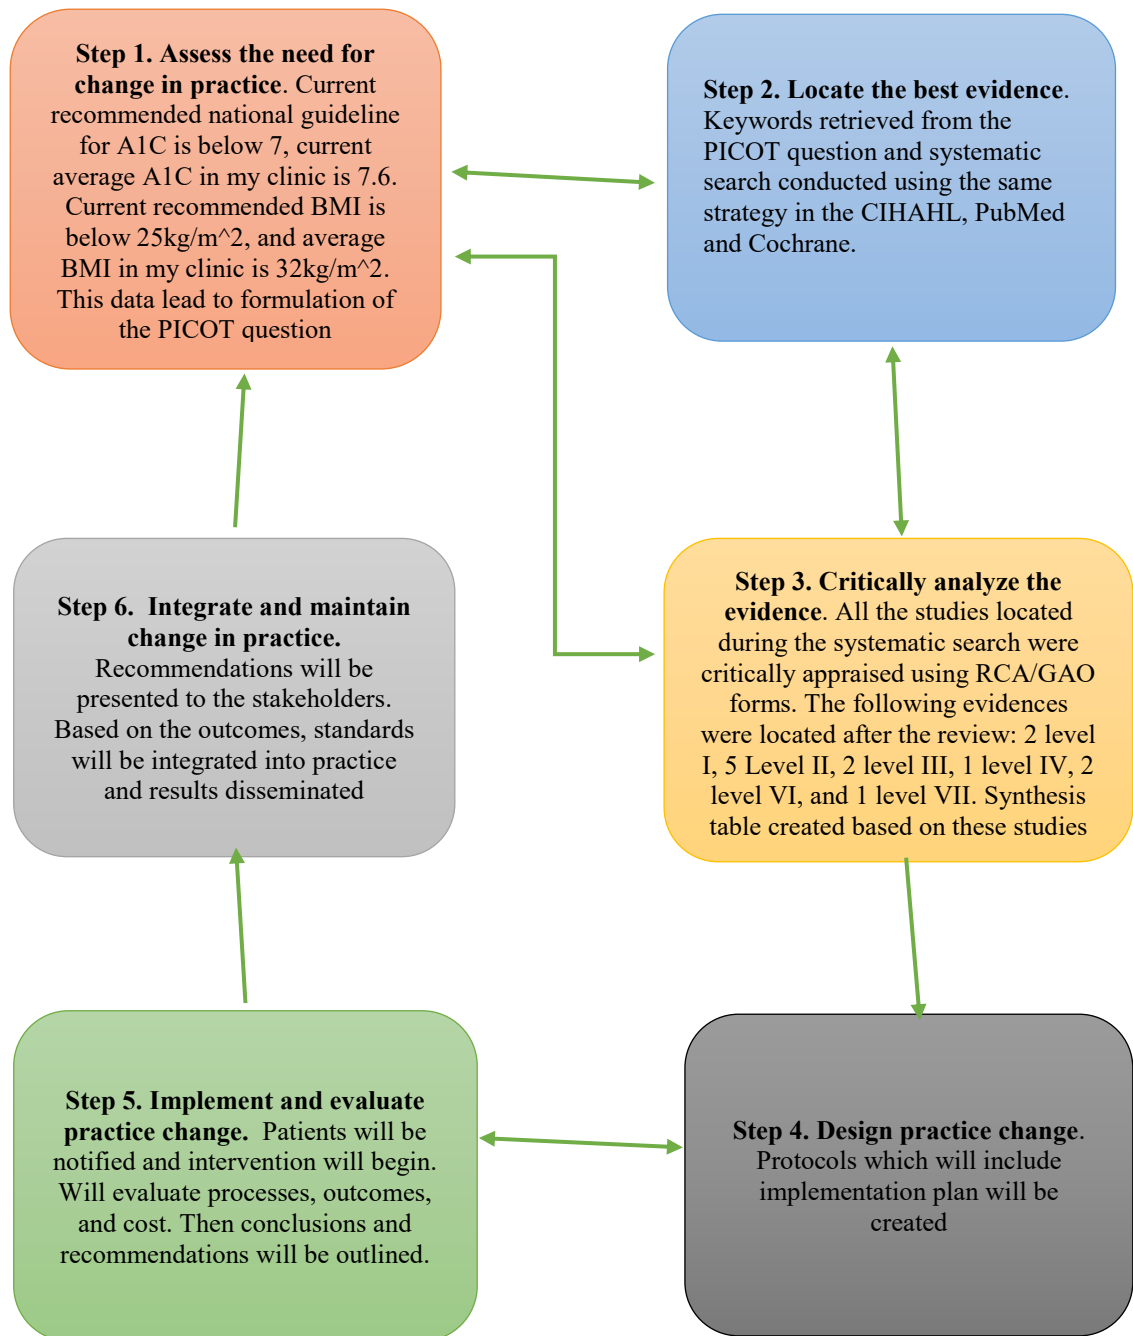 Step 1. Assess the need for
change in practice. Current
recommended national guideline
for A1C is below 7, current
average A1C in my clinic is 7.6.
Current recommended BMI is
below 25kg/m^2, and average
BMI in my clinic is 32kg/m^2.
This data lead to formulation of
the PICOT question
Step 2. Locate the best evidence.
Keywords retrieved from the
PICOT question and systematic
search conducted using the same
strategy in the CIHAHL, PubMed
and Cochrane.
Step 3. Critically analyze the
evidence. All the studies located
during the systematic search were
critically appraised using RCA/GAO
forms. The following evidences
were located after the review: 2 level
I, 5 Level II, 2 level III, 1 level IV, 2
level VI, and 1 level VII. Synthesis
table created based on these studies
Step 4. Design practice change.
Protocols which will include
implementation plan will be
created
Step 5. Implement and evaluate
practice change. Patients will be
notified and intervention will begin.
Will evaluate processes, outcomes,
and cost. Then conclusions and
recommendations will be outlined.
Step 6. Integrate and maintain
change in practice.
Recommendations will be
presented to the stakeholders.
Based on the outcomes, standards
will be integrated into practice
and results disseminated